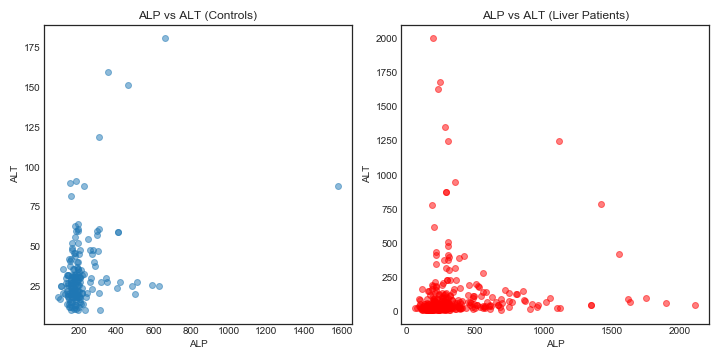 ALP vs ALT (Controls)
175
150
125
100
75
50
25
ALT
200 400 600 800 1000 1200 1400 1600
ALP
ALP vs ALT (Liver Patients)
2000
1750
1500
1250
1000
750
500
250
0
ALT
0 500 1000 1500 2000
ALP